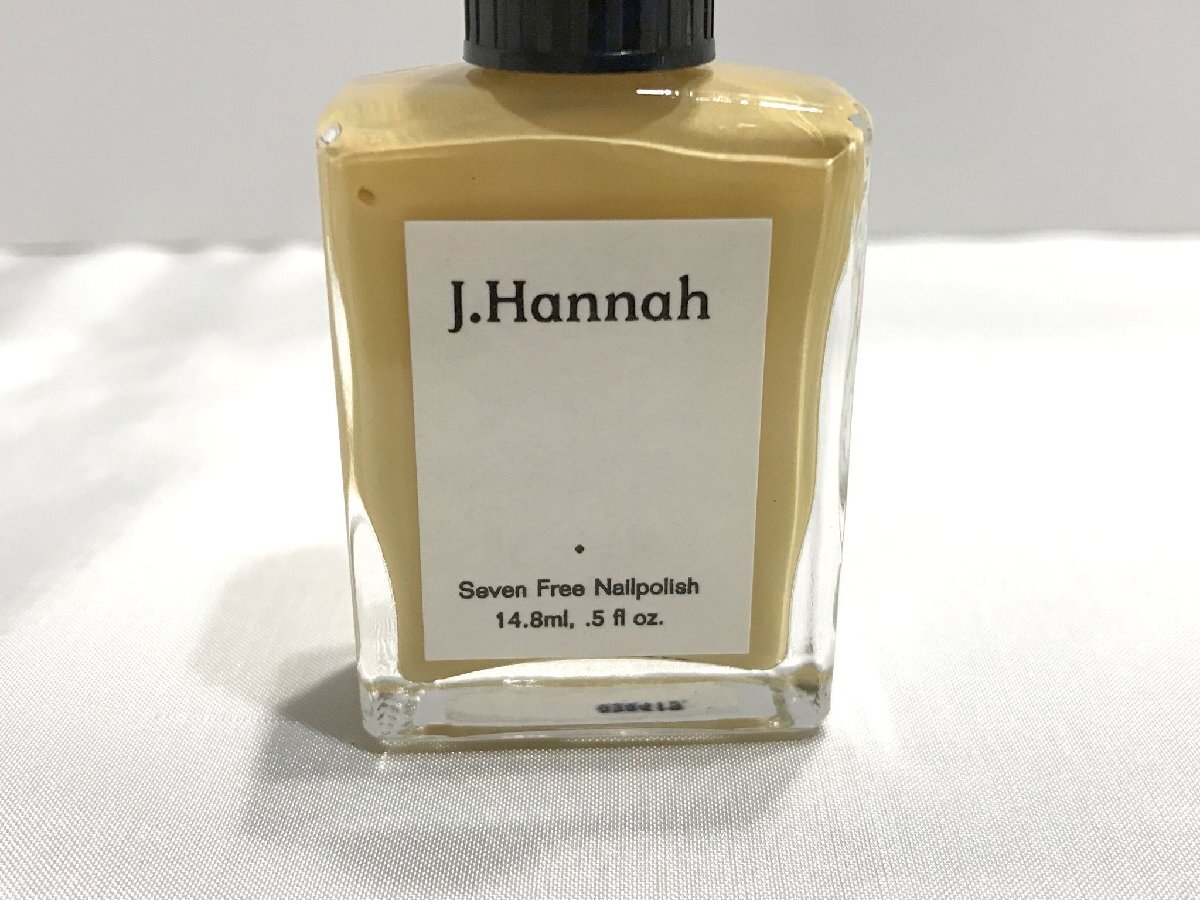 J.Hannah
Seven Free Nailpolish
14.8ml, .5 fl oz.